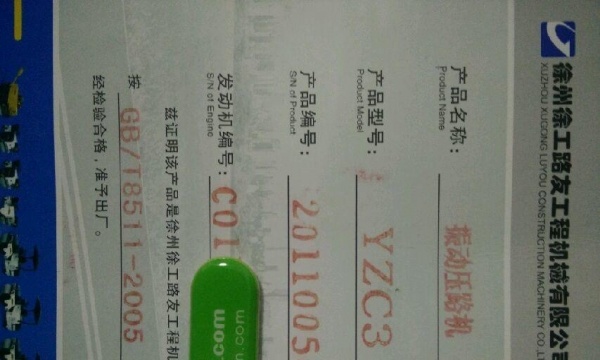 徐州徐工路友工程机械有限公
XUZHOU XUGONG LUYOU CONSTRUCTION MACHINERY CO.,LT
产品名称：振动压路机
Product Name
产品型号：YZC3
Product Model
产品编号：2011005
S/N of Product
发动机编号：C01
S/N of Engine
兹证明该产品是徐州徐工路友工程机
按 GB/T8511-2005
经检验合格，准予出厂。
.com